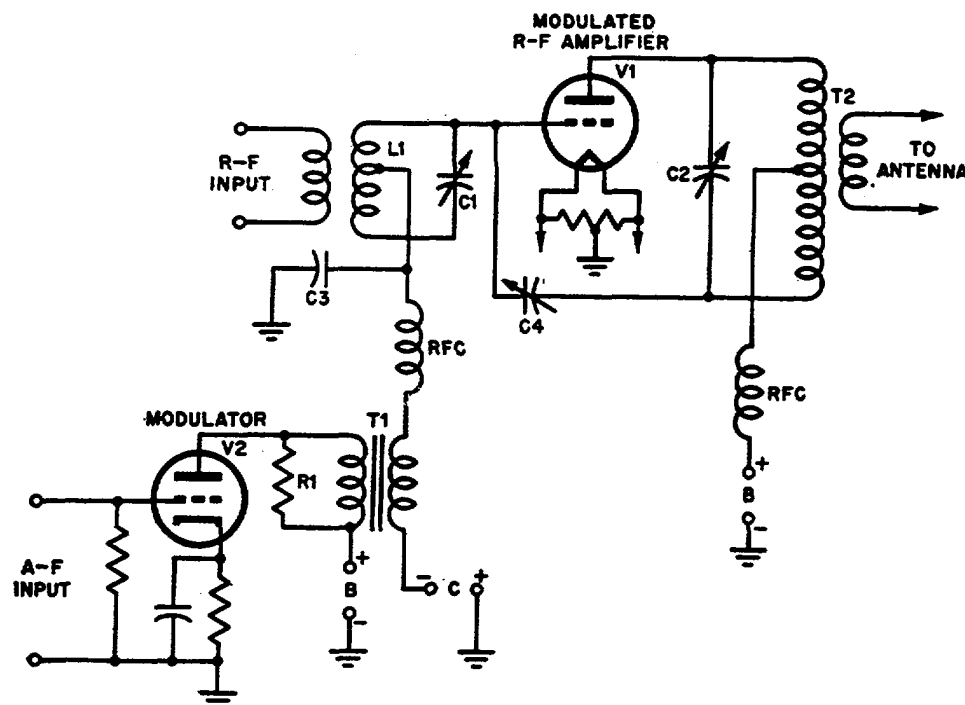 MODULATED
R-F AMPLIFIER
V1
T2
L1
R-F
INPUT
C1
C2
TO
ANTENNA
C3
C4
RFC
RFC
MODULATOR
V2
T1
R1
+
B
-
A-F
INPUT
+
B
-
- C +